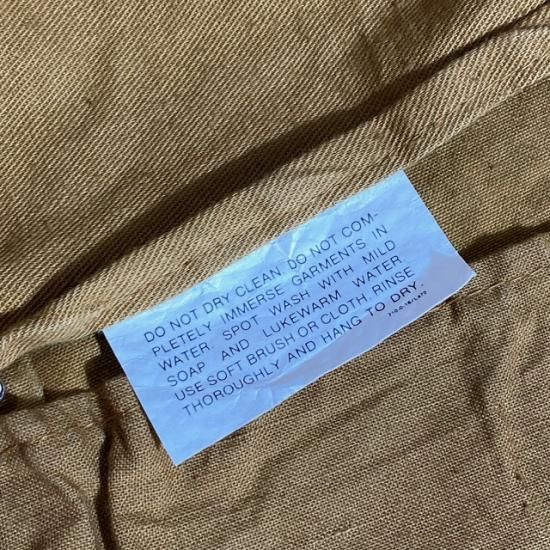 DO NOT DRY CLEAN. DO NOT COM-
PLETELY IMMERSE GARMENTS IN
WATER. SPOT WASH WITH MILD
SOAP AND LUKEWARM WATER.
USE SOFT BRUSH OR CLOTH. RINSE
THOROUGHLY AND HANG TO DRY.